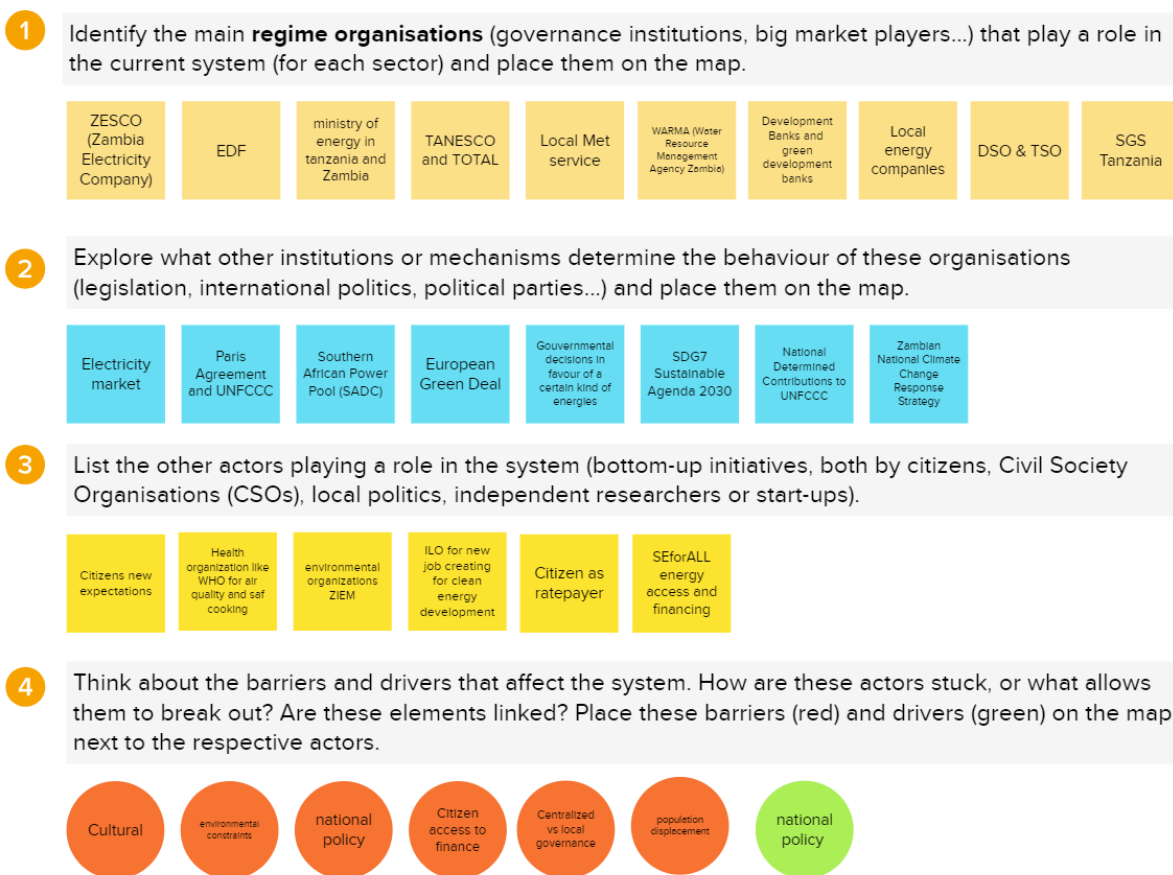 1
Identify the main regime organisations (governance institutions, big market players...) that play a role in
the current system (for each sector) and place them on the map.
ZESCO
(Zambia
Electricity
Company)
EDF
ministry of
energy in
tanzania and
Zambia
TANESCO
and TOTAL
Local Met
service
WARMA (Water
Resource
Management
Agency Zambia)
Development
Banks and
green
development
banks
Local
energy
companies
DSO & TSO
SGS
Tanzania
2
Explore what other institutions or mechanisms determine the behaviour of these organisations
(legislation, international politics, political parties...) and place them on the map.
Electricity
market
Paris
Agreement
and UNFCCC
Southern
African Power
Pool (SADC)
European
Green Deal
Gouvernmental
decisions in
favour of a
certain kind of
energies
SDG7
Sustainable
Agenda 2030
National
Determined
Contributions to
UNFCCC
Zambian
National Climate
Change
Response
Strategy
3
List the other actors playing a role in the system (bottom-up initiatives, both by citizens, Civil Society
Organisations (CSOs), local politics, independent researchers or start-ups).
Citizens new
expectations
Health
organization like
WHO for air
quality and saf
cooking
environmental
organizations
ZIEM
ILO for new
job creating
for clean
energy
development
Citizen as
ratepayer
SEforALL
energy
access and
financing
4
Think about the barriers and drivers that affect the system. How are these actors stuck, or what allows
them to break out? Are these elements linked? Place these barriers (red) and drivers (green) on the map
next to the respective actors.
Cultural
environmental
constraints
national
policy
Citizen
access to
finance
Centralized
vs local
governance
population
displacement
national
policy